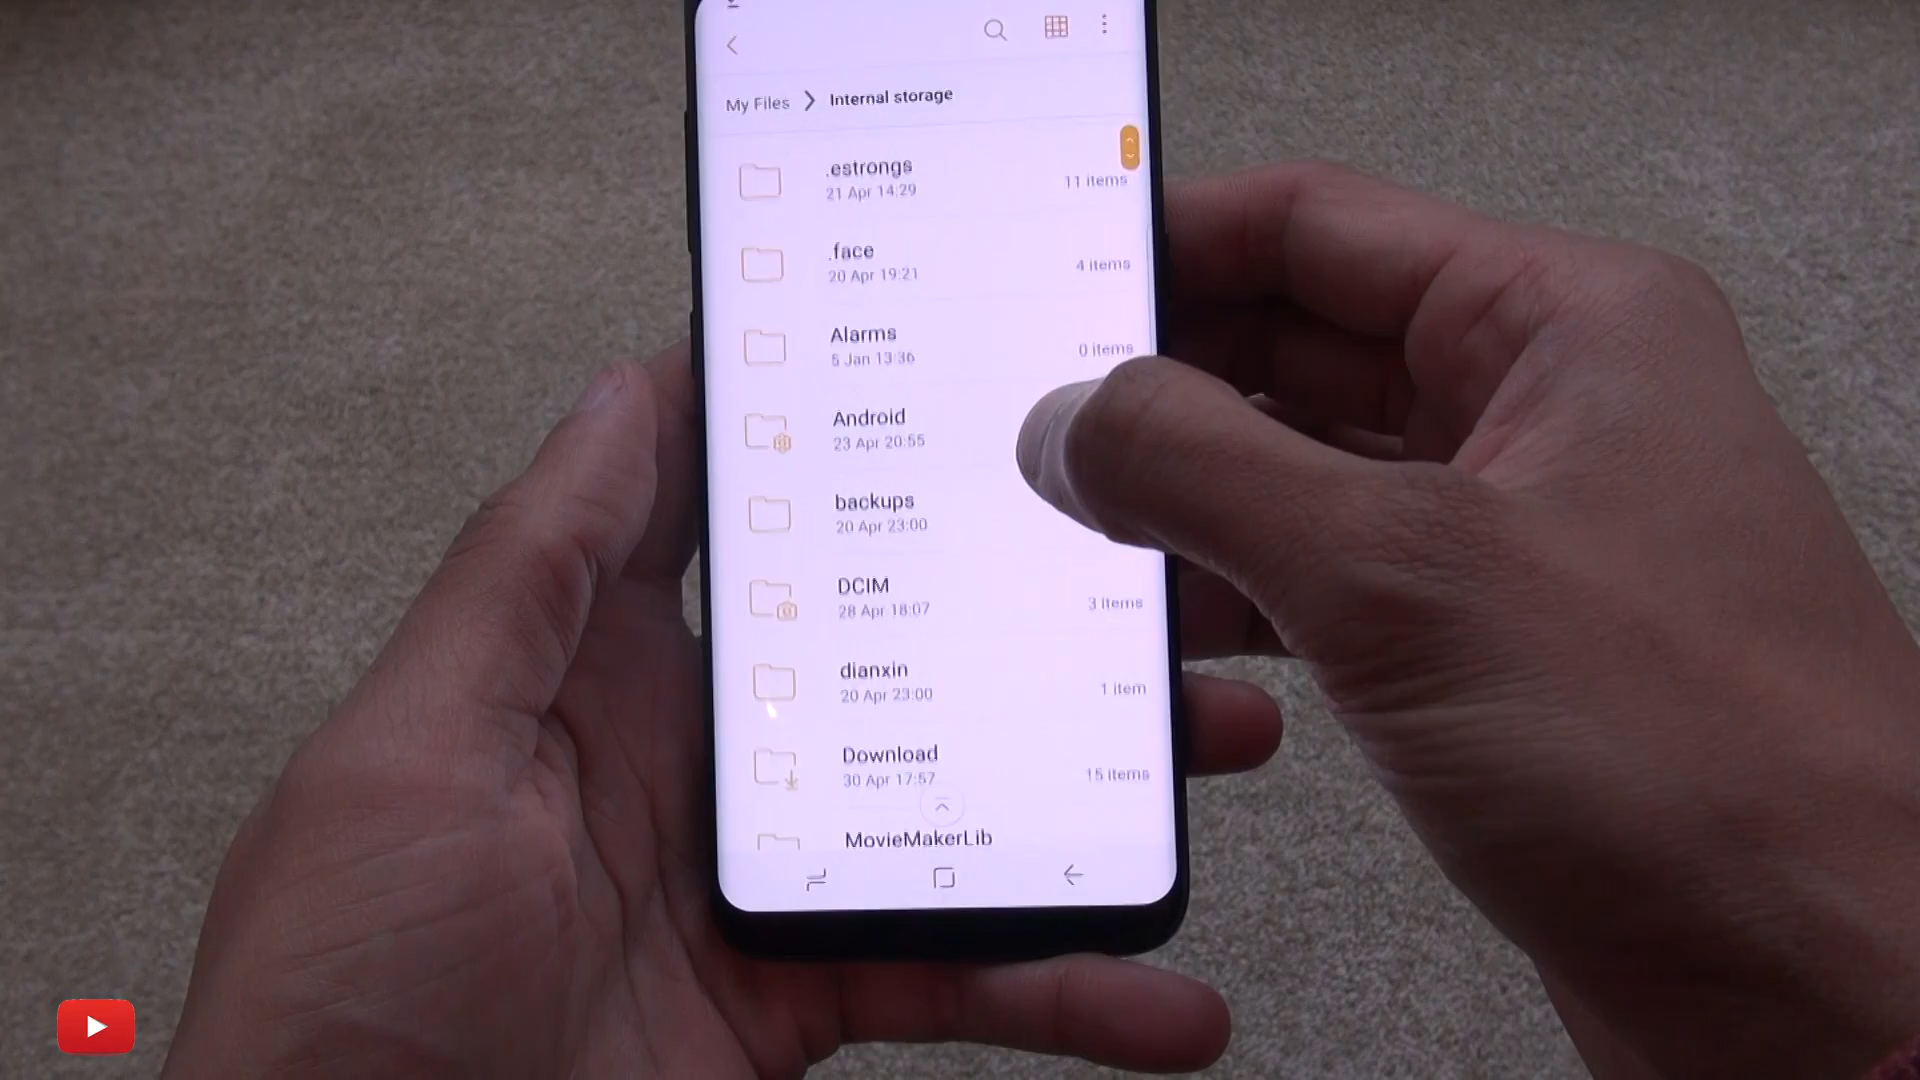 My Files > Internal storage
.estrongs
21 Apr 14:29
11 items
.face
20 Apr 19:21
4 items
Alarms
5 Jan 13:36
0 items
Android
23 Apr 20:55
backups
20 Apr 23:00
DCIM
28 Apr 18:07
3 items
dianxin
20 Apr 23:00
1 item
Download
30 Apr 17:57
15 items
MovieMakerLib